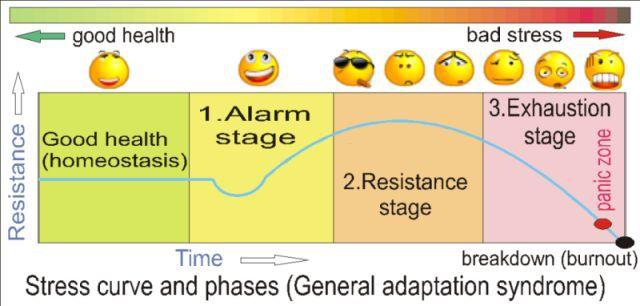 good health
bad stress
Resistance
Good health
(homeostasis)
1.Alarm
stage
2.Resistance
stage
3.Exhaustion
stage
panic zone
Time
breakdown (burnout)
Stress curve and phases (General adaptation syndrome)